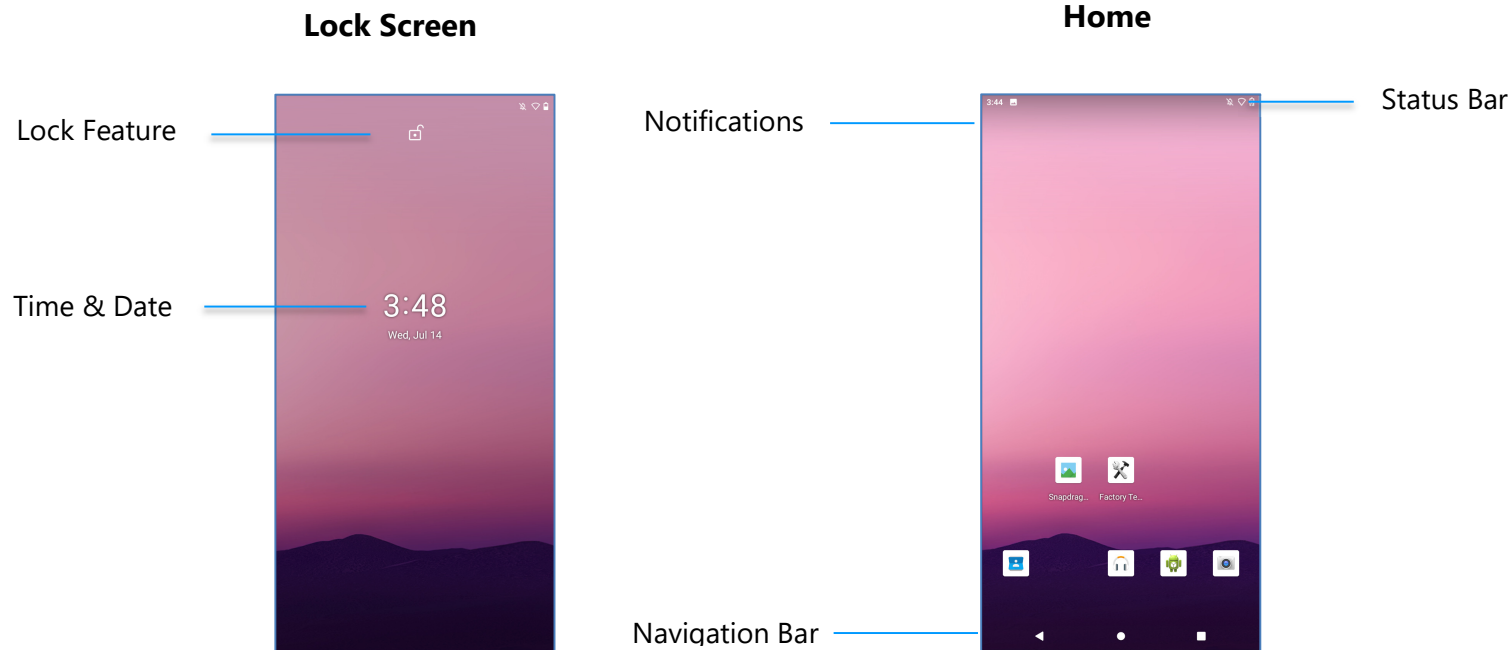 Lock Screen
Home
Lock Feature
Time & Date
3:48
Wed, Jul 14
Notifications
3:44
Status Bar
Snapdrag...
Factory Te...
Navigation Bar